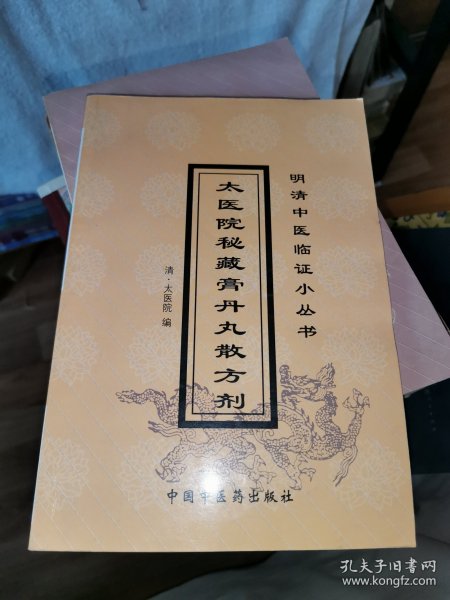 明清中医临证小丛书
太医院秘藏膏丹丸散方剂
清·太医院 编
中国中医药出版社
孔夫子旧书网
www.kongfz.com